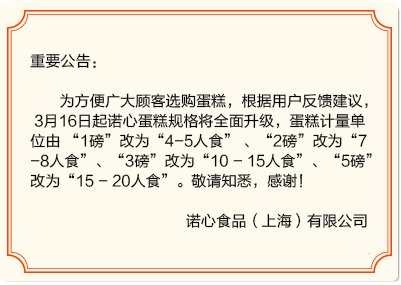 重要公告：
为方便广大顾客选购蛋糕，根据用户反馈建议，
3月16日起诺心蛋糕规格将全面升级，蛋糕计量单
位由 “1磅”改为“4-5人食” 、“2磅”改为“7
-8人食”、“3磅”改为“10 – 15人食”、“5磅”
改为“15 – 20人食”。敬请知悉，感谢！
诺心食品（上海）有限公司